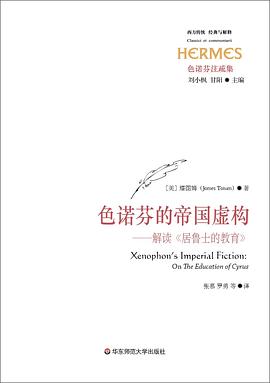 西方传统 经典与解释
Classici et commentarii
HERMES
色诺芬注疏集
刘小枫 甘阳●主编
[美] 塔图姆 (James Tatum) 著
色诺芬的帝国虚构
——解读《居鲁士的教育》
Xenophon's Imperial Fiction:
On The Education of Cyrus
张慕 罗勇 等●译
华东师范大学出版社